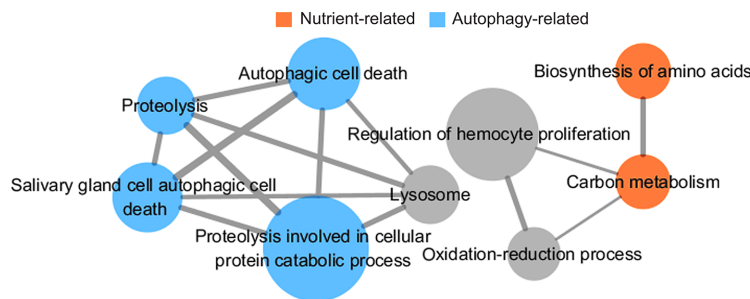 Nutrient-related Autophagy-related
Autophagic cell death
Biosynthesis of amino acids
Proteolysis
Regulation of hemocyte proliferation
Salivary gland cell autophagic cell
death
Lysosome
Carbon metabolism
Proteolysis involved in cellular
protein catabolic process
Oxidation-reduction process